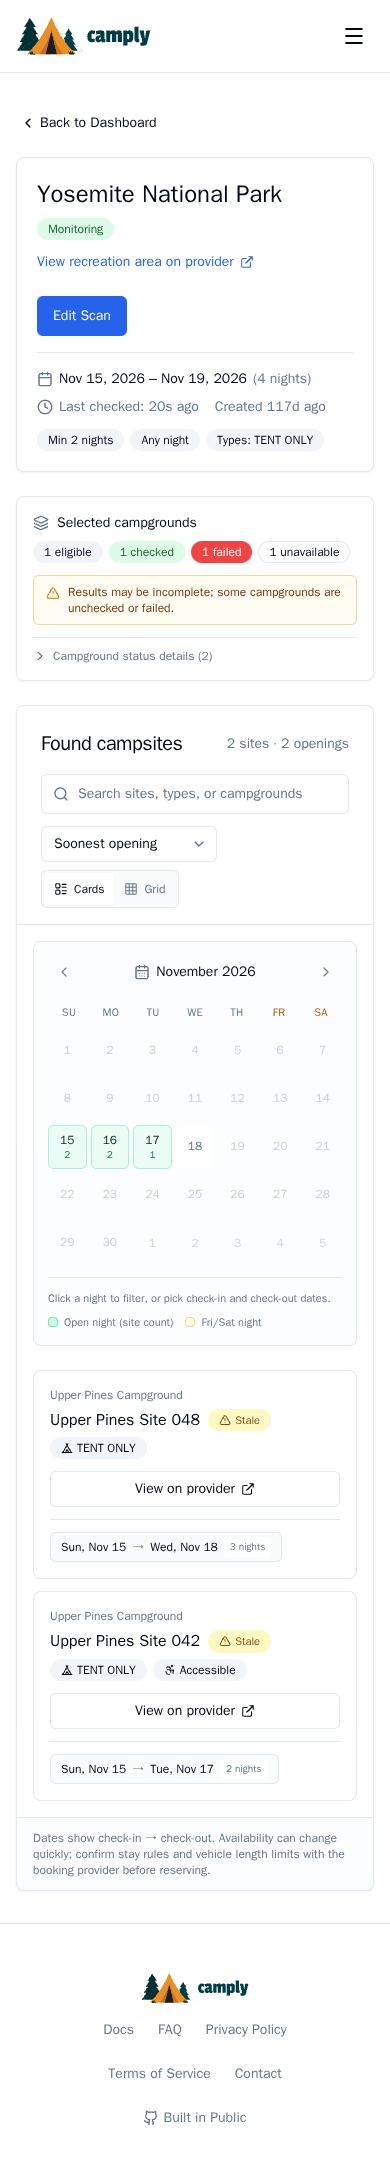 camply
Back to Dashboard
Yosemite National Park
Monitoring
View recreation area on provider
Edit Scan
Nov 15, 2026 – Nov 19, 2026 (4 nights)
Last checked: 20s ago Created 117d ago
Min 2 nights Any night Types: TENT ONLY
Selected campgrounds
1 eligible 1 checked 1 failed 1 unavailable
Results may be incomplete; some campgrounds are
unchecked or failed.
Campground status details (2)
Found campsites 2 sites · 2 openings
Search sites, types, or campgrounds
Soonest opening
Cards Grid
November 2026
SU MO TU WE TH FR SA
1 2 3 4 5 6 7
8 9 10 11 12 13 14
15 16 17 18 19 20 21
2 2 1
22 23 24 25 26 27 28
29 30 1 2 3 4 5
Click a night to filter, or pick check-in and check-out dates.
Open night (site count) Fri/Sat night
Upper Pines Campground
Upper Pines Site 048 Stale
TENT ONLY
View on provider
Sun, Nov 15 → Wed, Nov 18 3 nights
Upper Pines Campground
Upper Pines Site 042 Stale
TENT ONLY Accessible
View on provider
Sun, Nov 15 → Tue, Nov 17 2 nights
Dates show check-in → check-out. Availability can change
quickly; confirm stay rules and vehicle length limits with the
booking provider before reserving.
camply
Docs FAQ Privacy Policy
Terms of Service Contact
Built in Public